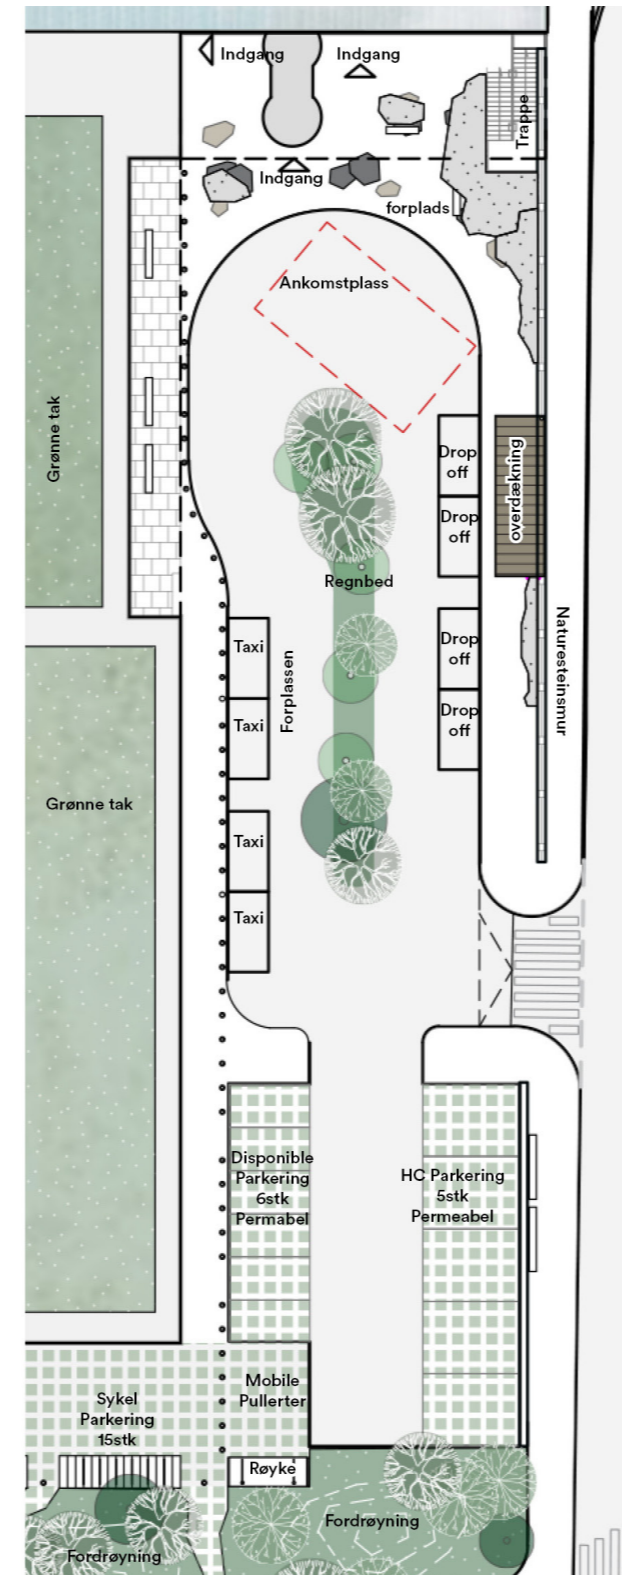 Indgang
Indgang
Trappe
Indgang
forplads
Ankomstplass
Grønne tak
Drop
off
overdækning
Drop
off
Regnbed
Naturesteinsmur
Taxi
Forplassen
Drop
off
Taxi
Drop
off
Grønne tak
Taxi
Taxi
Disponible
Parkering
6stk
Permabel
HC Parkering
5stk
Permeabel
Mobile
Pullerter
Sykel
Parkering
15stk
Røyke
Fordrøyning
Fordrøyning